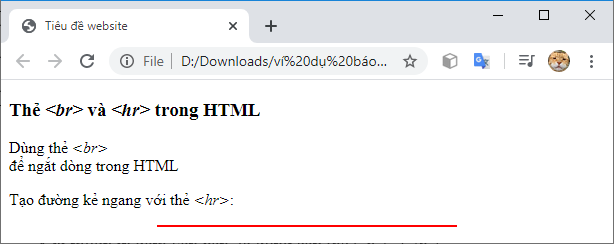 Tiêu đề website
File
D:/Downloads/ví%20dụ%20báo...
Thẻ <br> và <hr> trong HTML
Dùng thẻ <br>
để ngắt dòng trong HTML
Tạo đường kẻ ngang với thẻ <hr>: